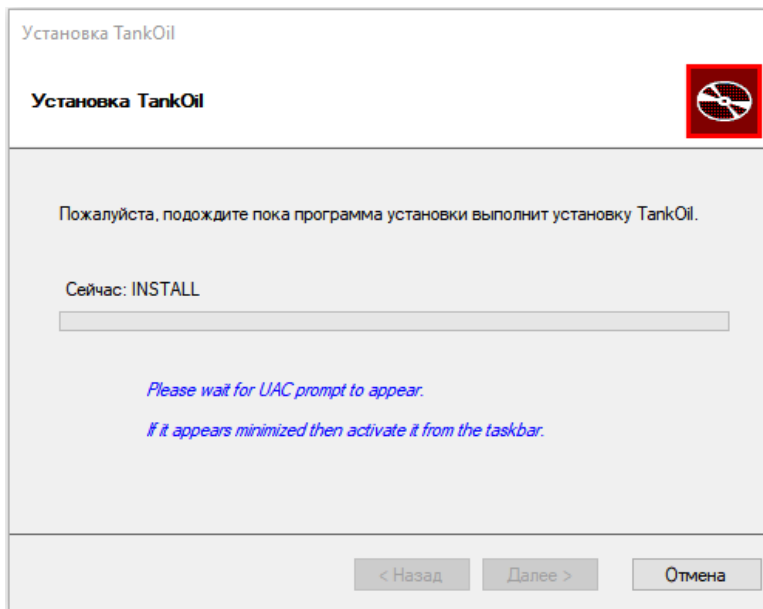 Установка TankOil
Установка TankOil
Пожалуйста, подождите пока программа установки выполнит установку TankOil.
Сейчас: INSTALL
Please wait for UAC prompt to appear.
If it appears minimized then activate it from the taskbar.
< Назад Далее > Отмена